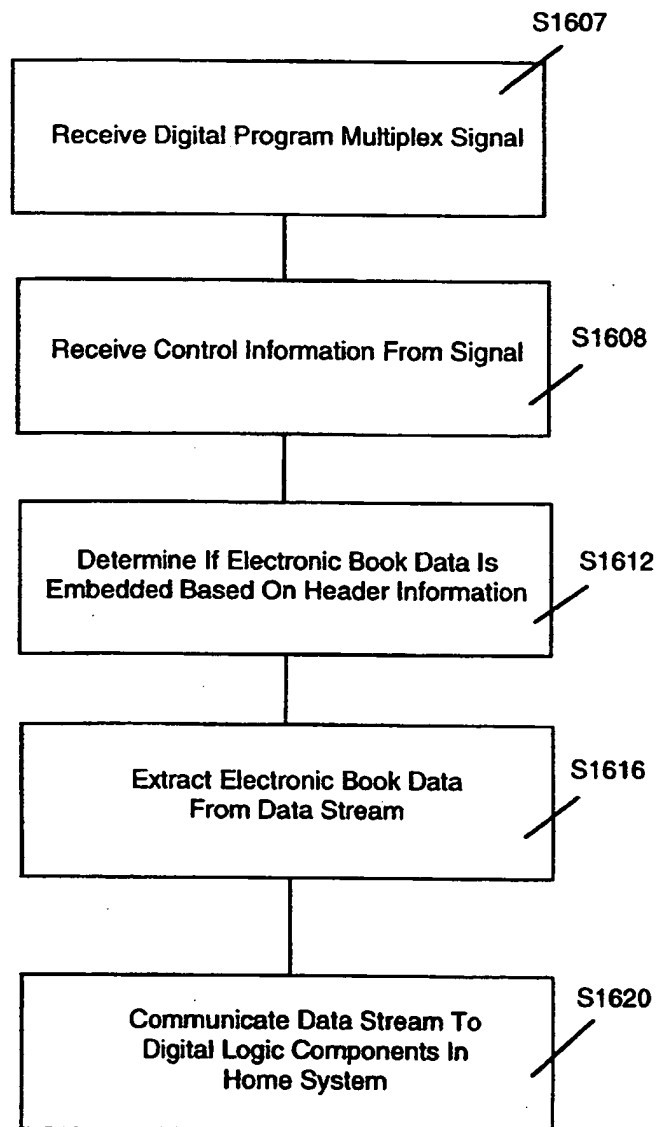 S1607
Receive Digital Program Multiplex Signal
Receive Control Information From Signal
S1608
Determine If Electronic Book Data Is
Embedded Based On Header Information
S1612
Extract Electronic Book Data
From Data Stream
S1616
Communicate Data Stream To
Digital Logic Components In
Home System
S1620